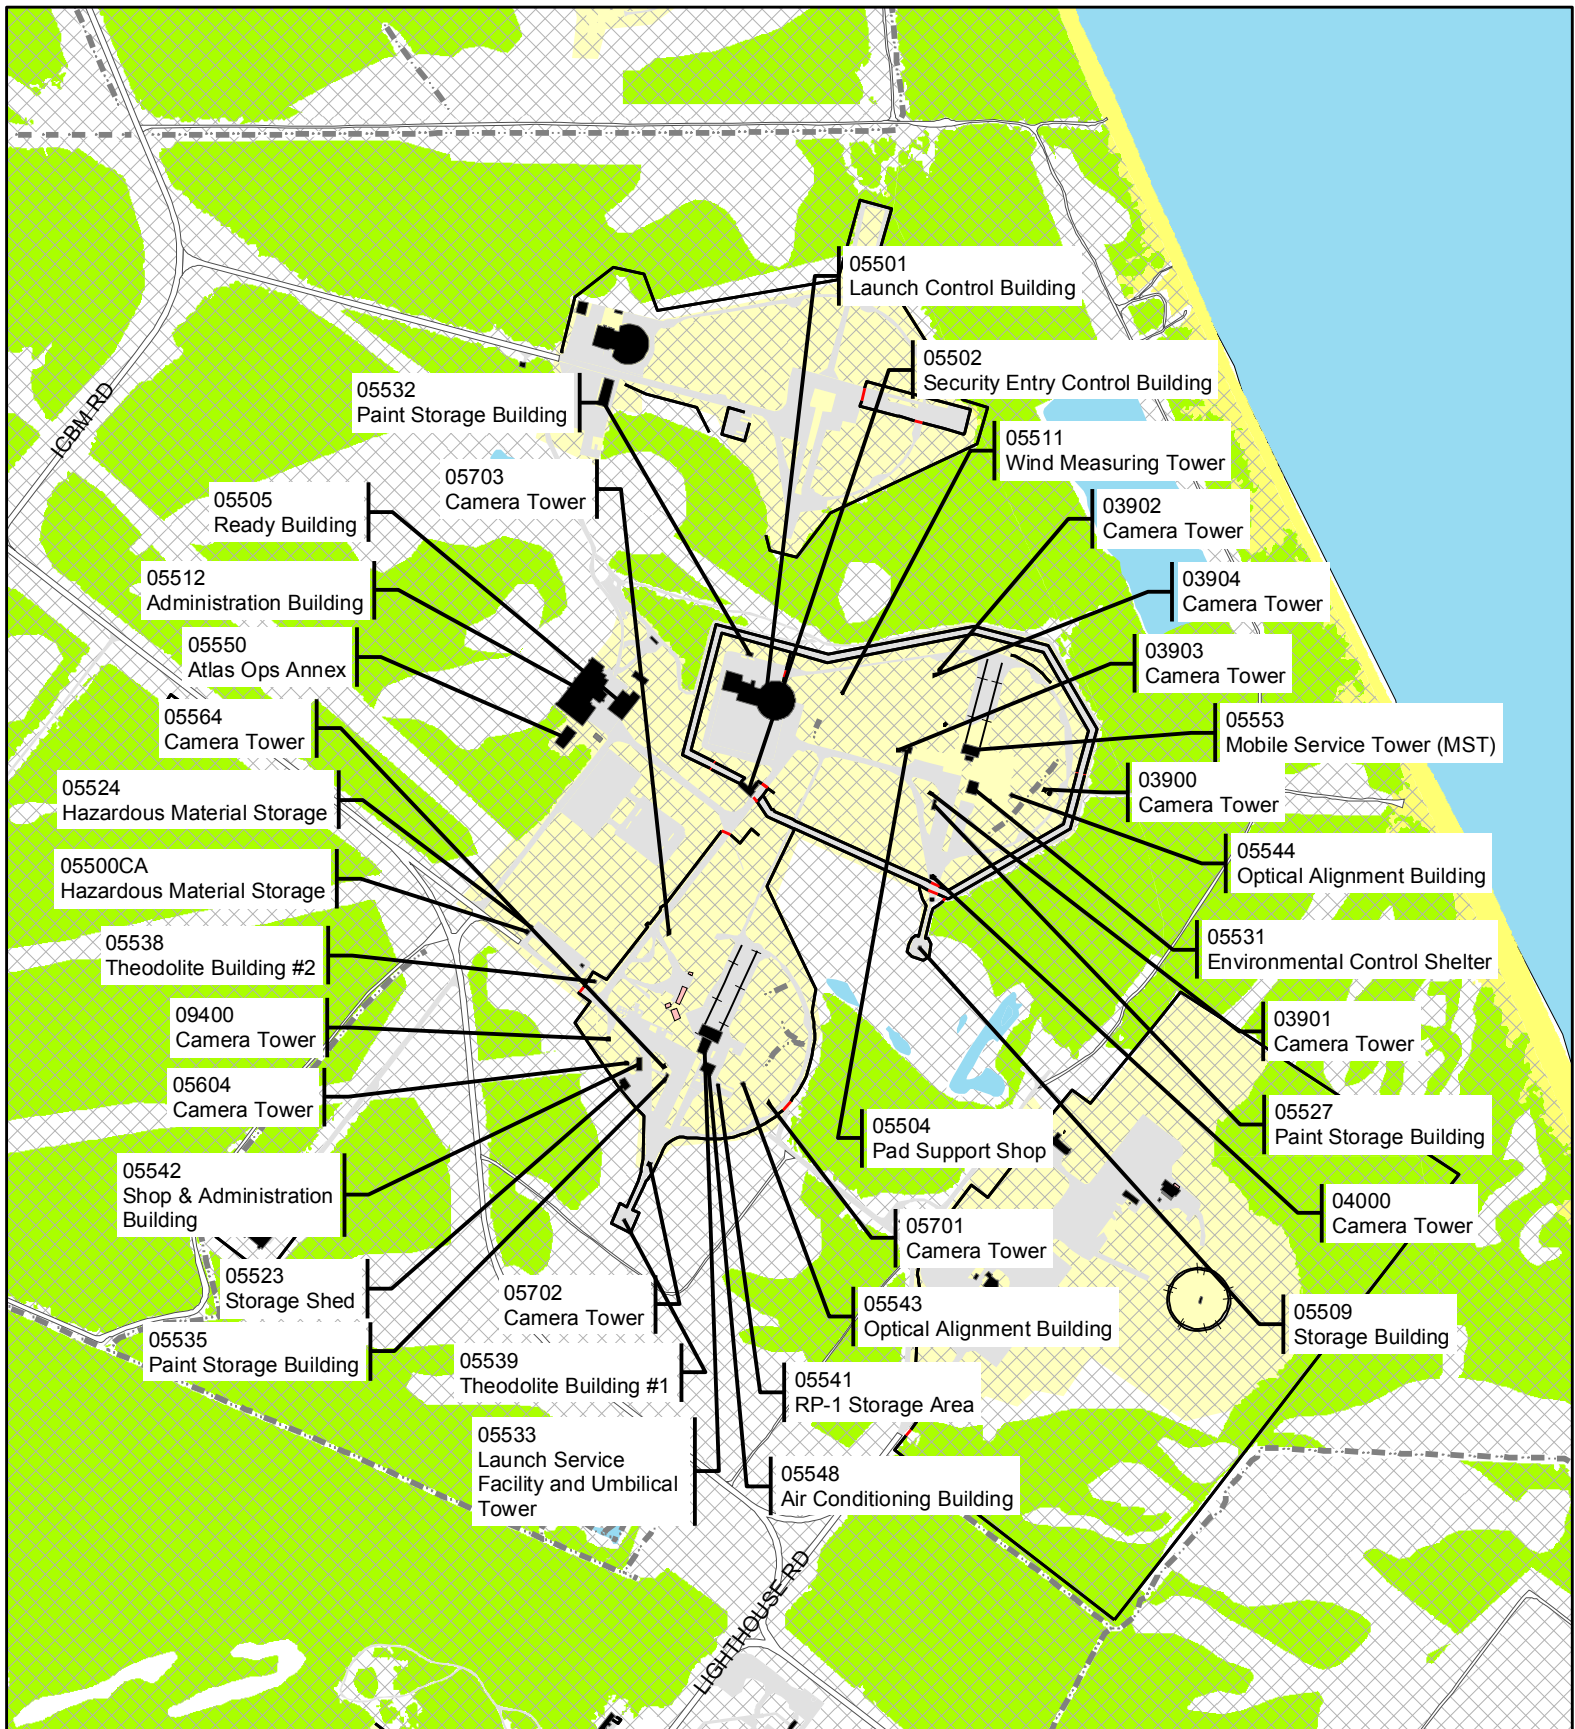 05501
Launch Control Building
05502
Security Entry Control Building
05532
Paint Storage Building
ICBM RD
05511
Wind Measuring Tower
05703
Camera Tower
05505
Ready Building
03902
Camera Tower
05512
Administration Building
03904
Camera Tower
05550
Atlas Ops Annex
03903
Camera Tower
05564
Camera Tower
05553
Mobile Service Tower (MST)
05524
Hazardous Material Storage
03900
Camera Tower
05500CA
Hazardous Material Storage
05544
Optical Alignment Building
05538
Theodolite Building #2
05531
Environmental Control Shelter
09400
Camera Tower
03901
Camera Tower
05604
Camera Tower
05504
Pad Support Shop
05527
Paint Storage Building
05542
Shop & Administration
Building
04000
Camera Tower
05701
Camera Tower
05523
Storage Shed
05702
Camera Tower
05543
Optical Alignment Building
05509
Storage Building
05535
Paint Storage Building
05539
Theodolite Building #1
05541
RP-1 Storage Area
05533
Launch Service
Facility and Umbilical
Tower
05548
Air Conditioning Building
LIGHTHOUSE RD